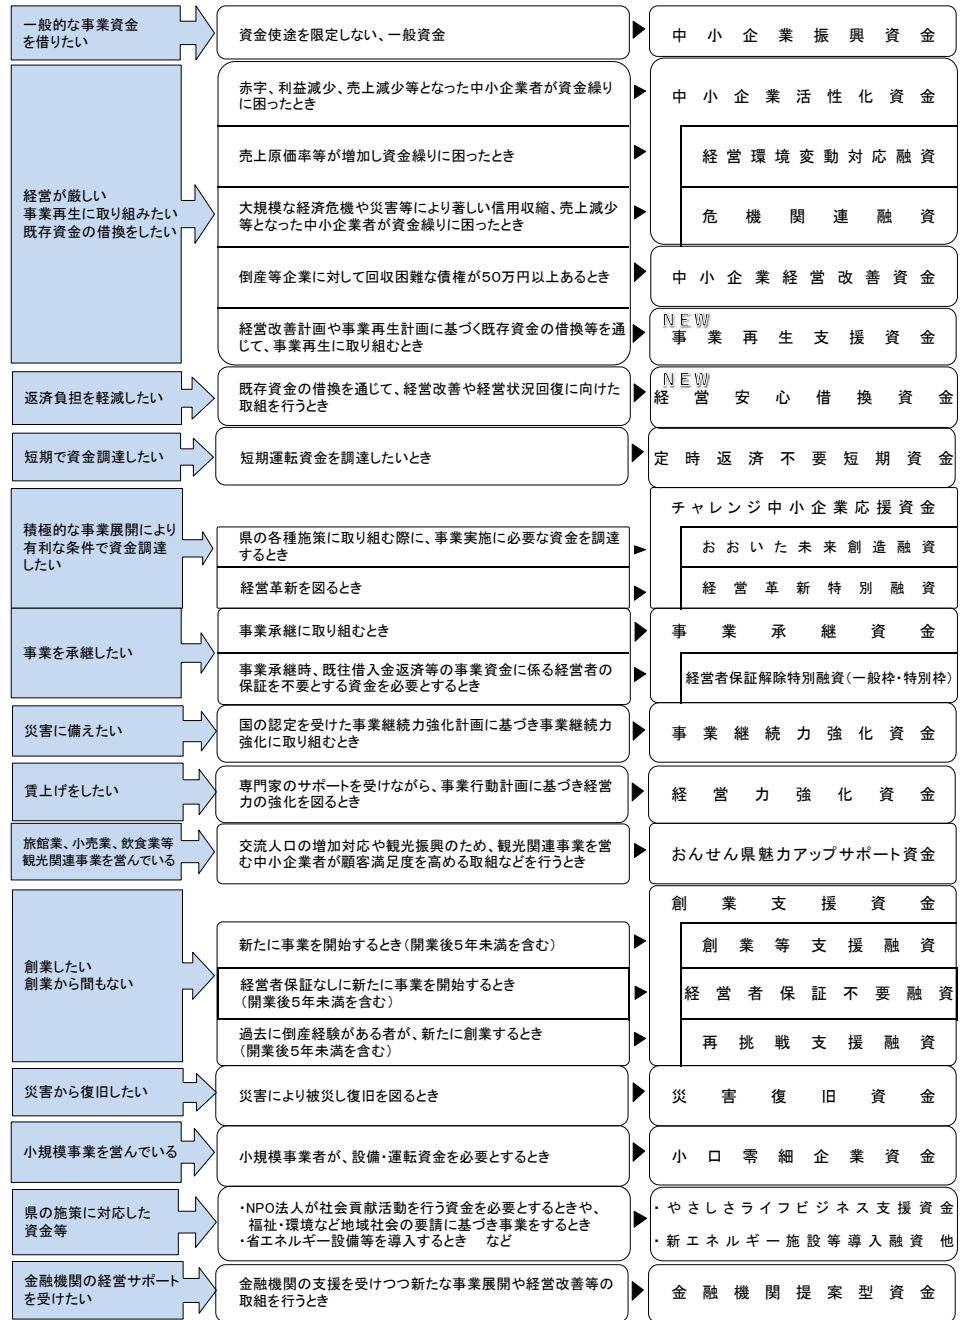 一般的な事業資金
を借りたい
資金使途を限定しない、一般資金
中小企業振興資金
経営が厳しい
事業再生に取り組みたい
既存資金の借換をしたい
赤字、利益減少、売上減少等となった中小企業者が資金繰り
に困ったとき
中小企業活性化資金
売上原価率等が増加し資金繰りに困ったとき
経営環境変動対応融資
大規模な経済危機や災害等により著しい信用収縮、売上減少
等となった中小企業者が資金繰りに困ったとき
危機関連融資
倒産等企業に対して回収困難な債権が50万円以上あるとき
中小企業経営改善資金
経営改善計画や事業再生計画に基づく既存資金の借換等を通
じて、事業再生に取り組むとき
NEW
事業再生支援資金
返済負担を軽減したい
既存資金の借換を通じて、経営改善や経営状況回復に向けた
取組を行うとき
NEW
経営安心借換資金
短期で資金調達したい
短期運転資金を調達したいとき
定時返済不要短期資金
積極的な事業展開により
有利な条件で資金調達
したい
チャレンジ中小企業応援資金
県の各種施策に取り組む際に、事業実施に必要な資金を調達
するとき
おおいた未来創造融資
経営革新を図るとき
経営革新特別融資
事業を承継したい
事業承継に取り組むとき
事業承継資金
事業承継時、既往借入金返済等の事業資金に係る経営者の
保証を不要とする資金を必要とするとき
経営者保証解除特別融資(一般枠・特別枠)
災害に備えたい
国の認定を受けた事業継続力強化計画に基づき事業継続力
強化に取り組むとき
事業継続力強化資金
賃上げをしたい
専門家のサポートを受けながら、事業行動計画に基づき経営
力の強化を図るとき
経営力強化資金
旅館業、小売業、飲食業等
観光関連事業を営んでいる
交流人口の増加対応や観光振興のため、観光関連事業を営
む中小企業者が顧客満足度を高める取組などを行うとき
おんせん県魅力アップサポート資金
創業したい
創業から間もない
創業支援資金
新たに事業を開始するとき(開業後5年未満を含む)
創業等支援融資
経営者保証なしに新たに事業を開始するとき
(開業後5年未満を含む)
経営者保証不要融資
過去に倒産経験がある者が、新たに創業するとき
(開業後5年未満を含む)
再挑戦支援融資
災害から復旧したい
災害により被災し復旧を図るとき
災害復旧資金
小規模事業を営んでいる
小規模事業者が、設備・運転資金を必要とするとき
小口零細企業資金
県の施策に対応した
資金等
・NPO法人が社会貢献活動を行う資金を必要とするときや、
福祉・環境など地域社会の要請に基づき事業をするとき
・省エネルギー設備等を導入するとき など
・やさしさライフビジネス支援資金
・新エネルギー施設等導入融資 他
金融機関の経営サポート
を受けたい
金融機関の支援を受けつつ新たな事業展開や経営改善等の
取組を行うとき
金融機関提案型資金